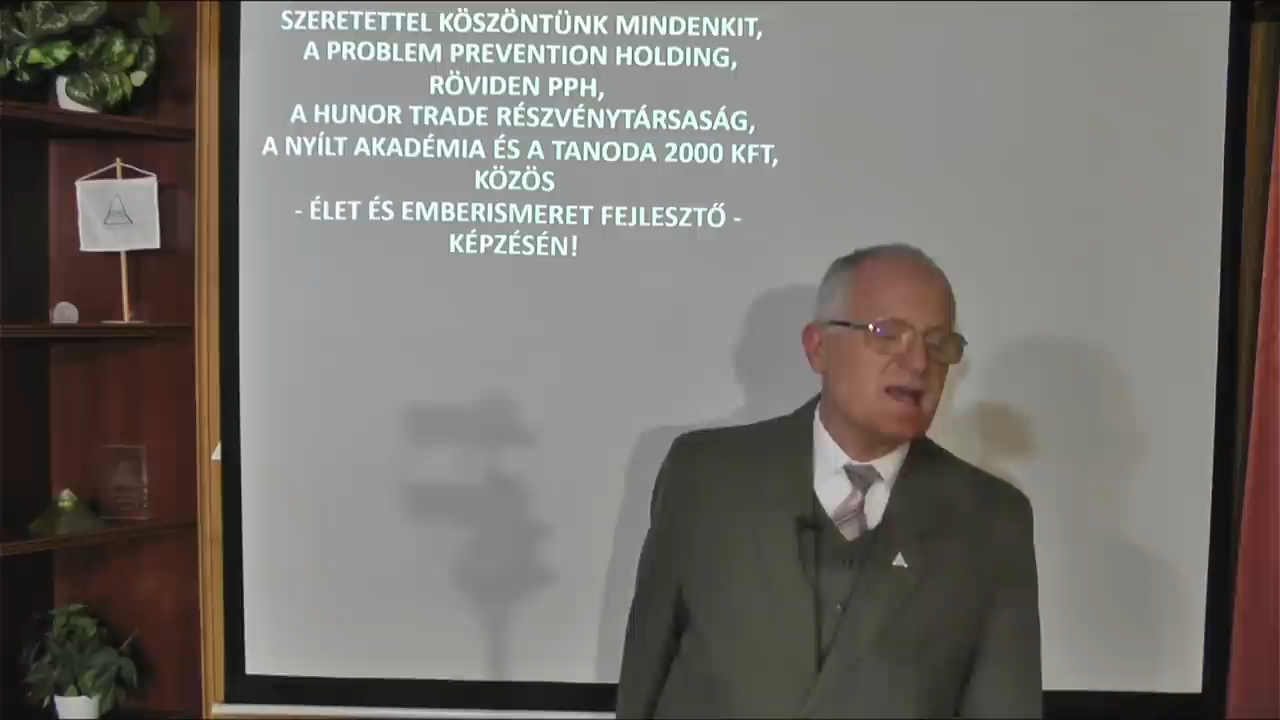 SZERETETTEL KÖSZÖNTÜNK MINDENKIT,
A PROBLEM PREVENTION HOLDING,
RÖVIDEN PPH,
A HUNOR TRADE RÉSZVÉNYTÁRSASÁG,
A NYÍLT AKADÉMIA ÉS A TANODA 2000 KFT,
KÖZÖS
- ÉLET ÉS EMBERISMERET FEJLESZTŐ -
KÉPZÉSÉN!